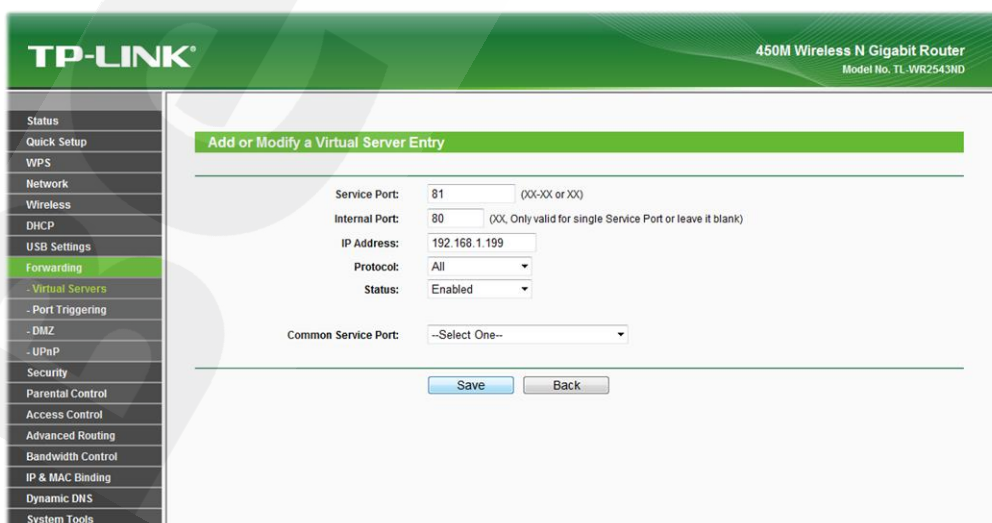 TP-LINK®
450M Wireless N Gigabit Router
Model No. TL-WR2543ND
Status
Quick Setup
WPS
Network
Wireless
DHCP
USB Settings
Forwarding
- Virtual Servers
- Port Triggering
- DMZ
- UPnP
Security
Parental Control
Access Control
Advanced Routing
Bandwidth Control
IP & MAC Binding
Dynamic DNS
System Tools
Add or Modify a Virtual Server Entry
Service Port: 81 (XX-XX or XX)
Internal Port: 80 (XX, Only valid for single Service Port or leave it blank)
IP Address: 192.168.1.199
Protocol: All
Status: Enabled
Common Service Port: --Select One--
Save Back